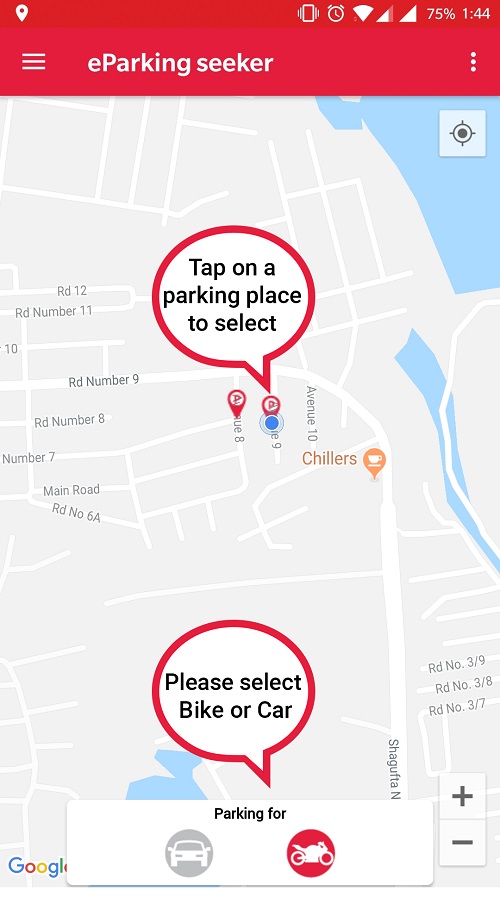 75% 1:44
eParking seeker
Tap on a
parking place
to select
Rd 12
Rd Number 11
10
Rd Number 9
Avenue 10
Rd Number 8
ue 8
e 9
Number 7
Chillers
Main Road
Rd No 6A
Please select
Bike or Car
Rd No. 3/9
Rd No. 3/8
Rd No. 3/7
Shagufta N
Parking for
Google